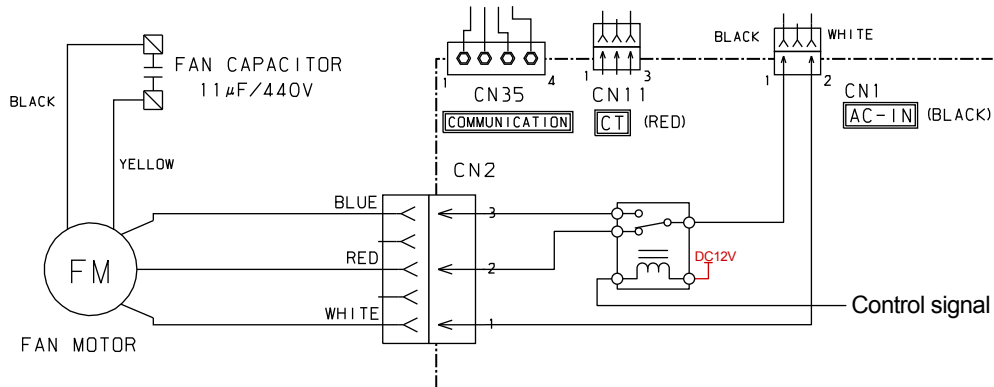 BLACK WHITE
FAN CAPACITOR
11μF/440V
BLACK
YELLOW
1 4
CN35
COMMUNICATION
1 3
CN11
CT (RED)
1 2
CN1
AC-IN (BLACK)
CN2
BLUE 3
RED 2
WHITE 1
DC12V
Control signal
FM
FAN MOTOR